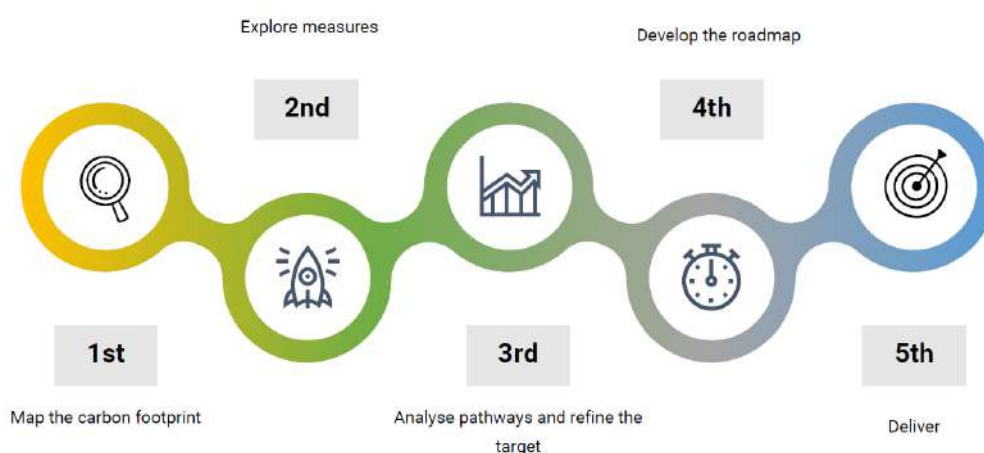 Explore measures
Develop the roadmap
2nd
4th
1st
3rd
5th
Map the carbon footprint
Analyse pathways and refine the
target
Deliver